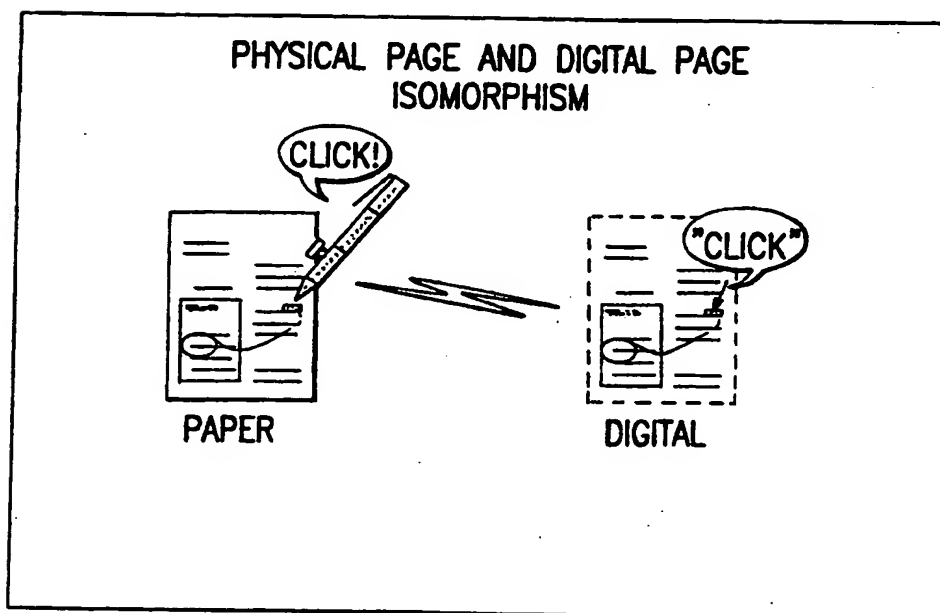 PHYSICAL PAGE AND DIGITAL PAGE
ISOMORPHISM
CLICK!
"CLICK"
PAPER
DIGITAL